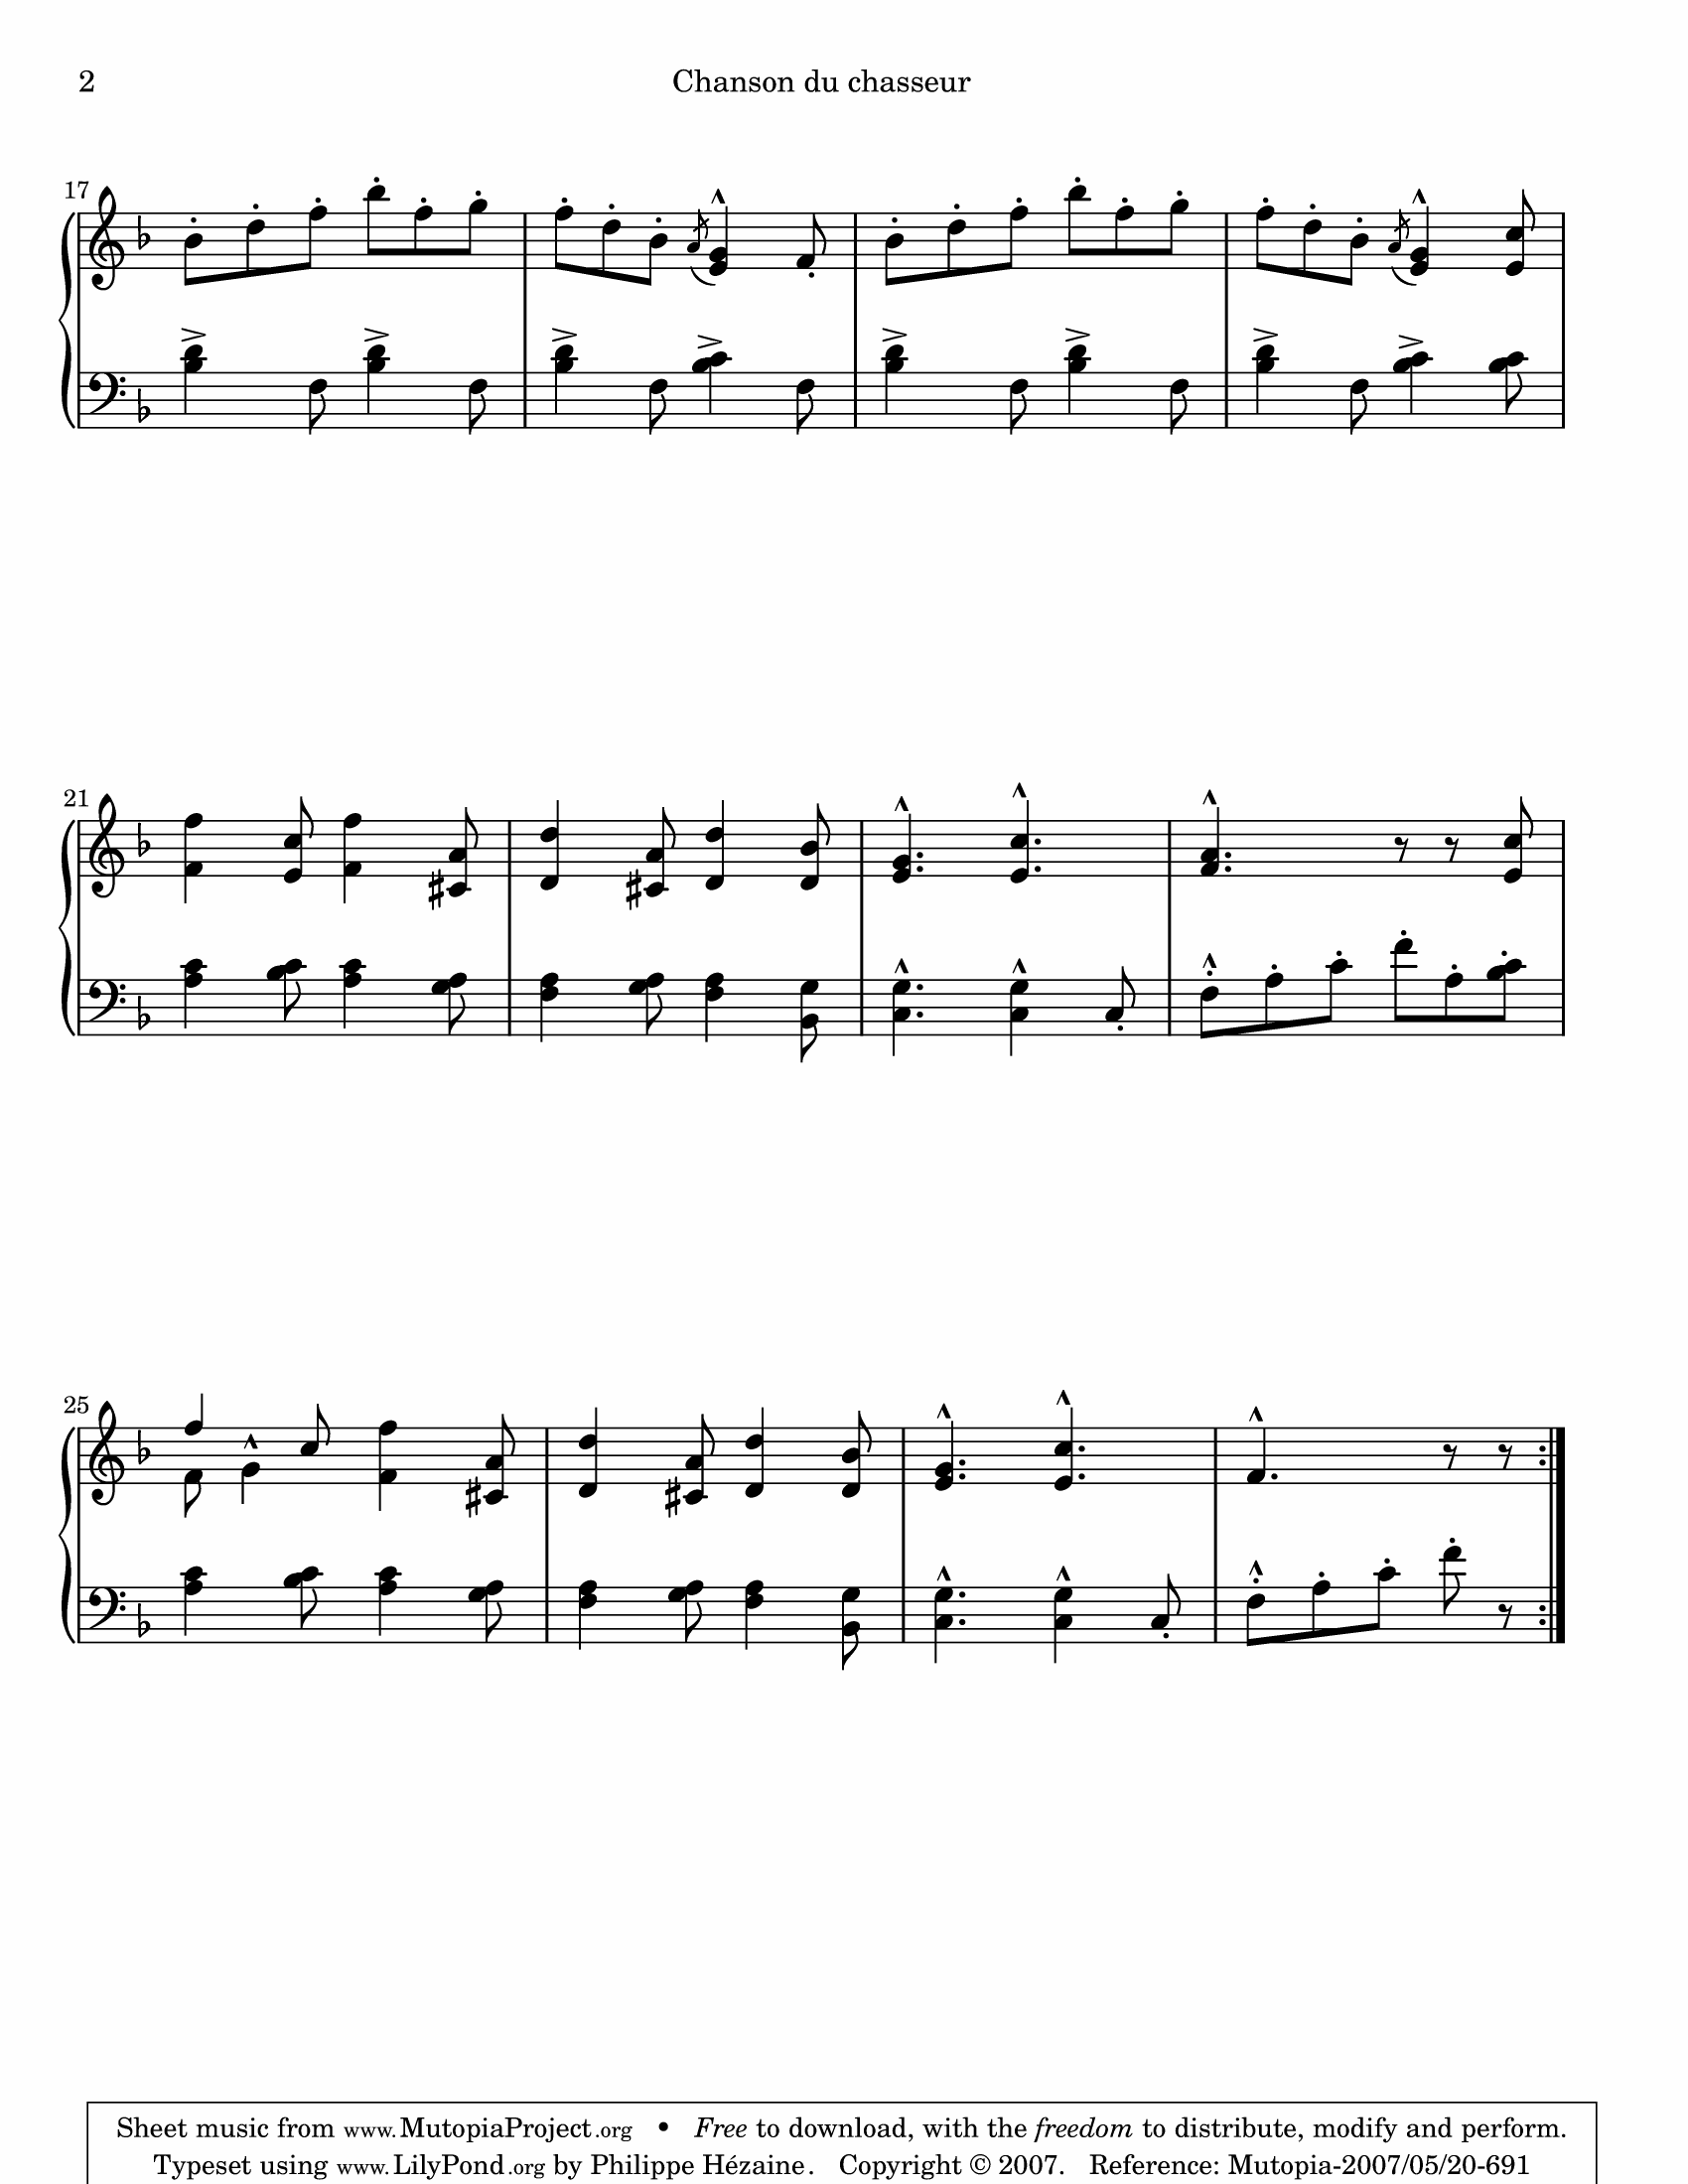 2 Chanson du chasseur
17
21
25
Sheet music from www.MutopiaProject.org • Free to download, with the freedom to distribute, modify and perform.
Typeset using www.LilyPond.org by Philippe Hézaine. Copyright © 2007. Reference: Mutopia-2007/05/20-691